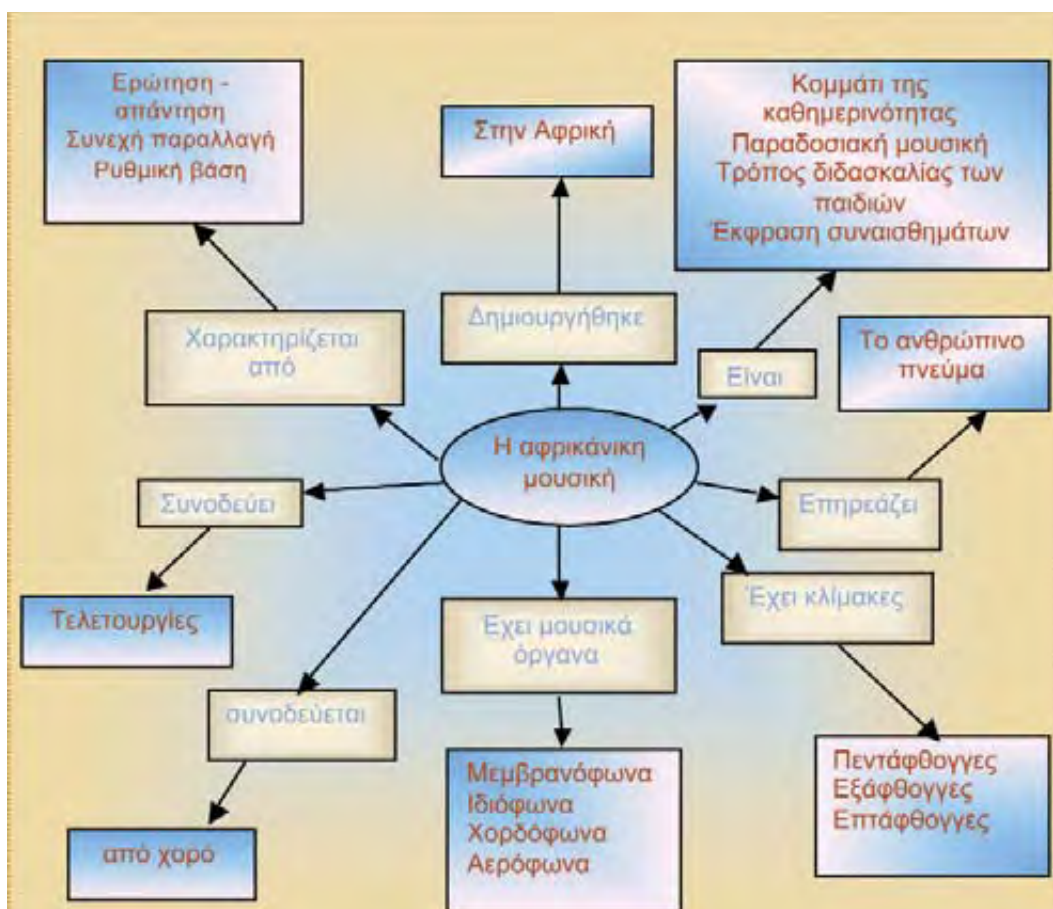 Ερώτηση -
απάντηση
Συνεχή παραλλαγή
Ρυθμική βάση
Στην Αφρική
Κομμάτι της
καθημερινότητας
Παραδοσιακή μουσική
Τρόπος διδασκαλίας των
παιδιών
Έκφραση συναισθημάτων
Χαρακτηρίζεται
από
Δημιουργήθηκε
Είναι
Το ανθρώπινο
πνεύμα
Η αφρικάνικη
μουσική
Συνοδεύει
Επηρεάζει
Τελετουργίες
Έχει μουσικά
όργανα
Έχει κλίμακες
συνοδεύεται
από χορό
Μεμβρανόφωνα
Ιδιόφωνα
Χορδόφωνα
Αερόφωνα
Πεντάφθογγες
Εξάφθογγες
Επτάφθογγες